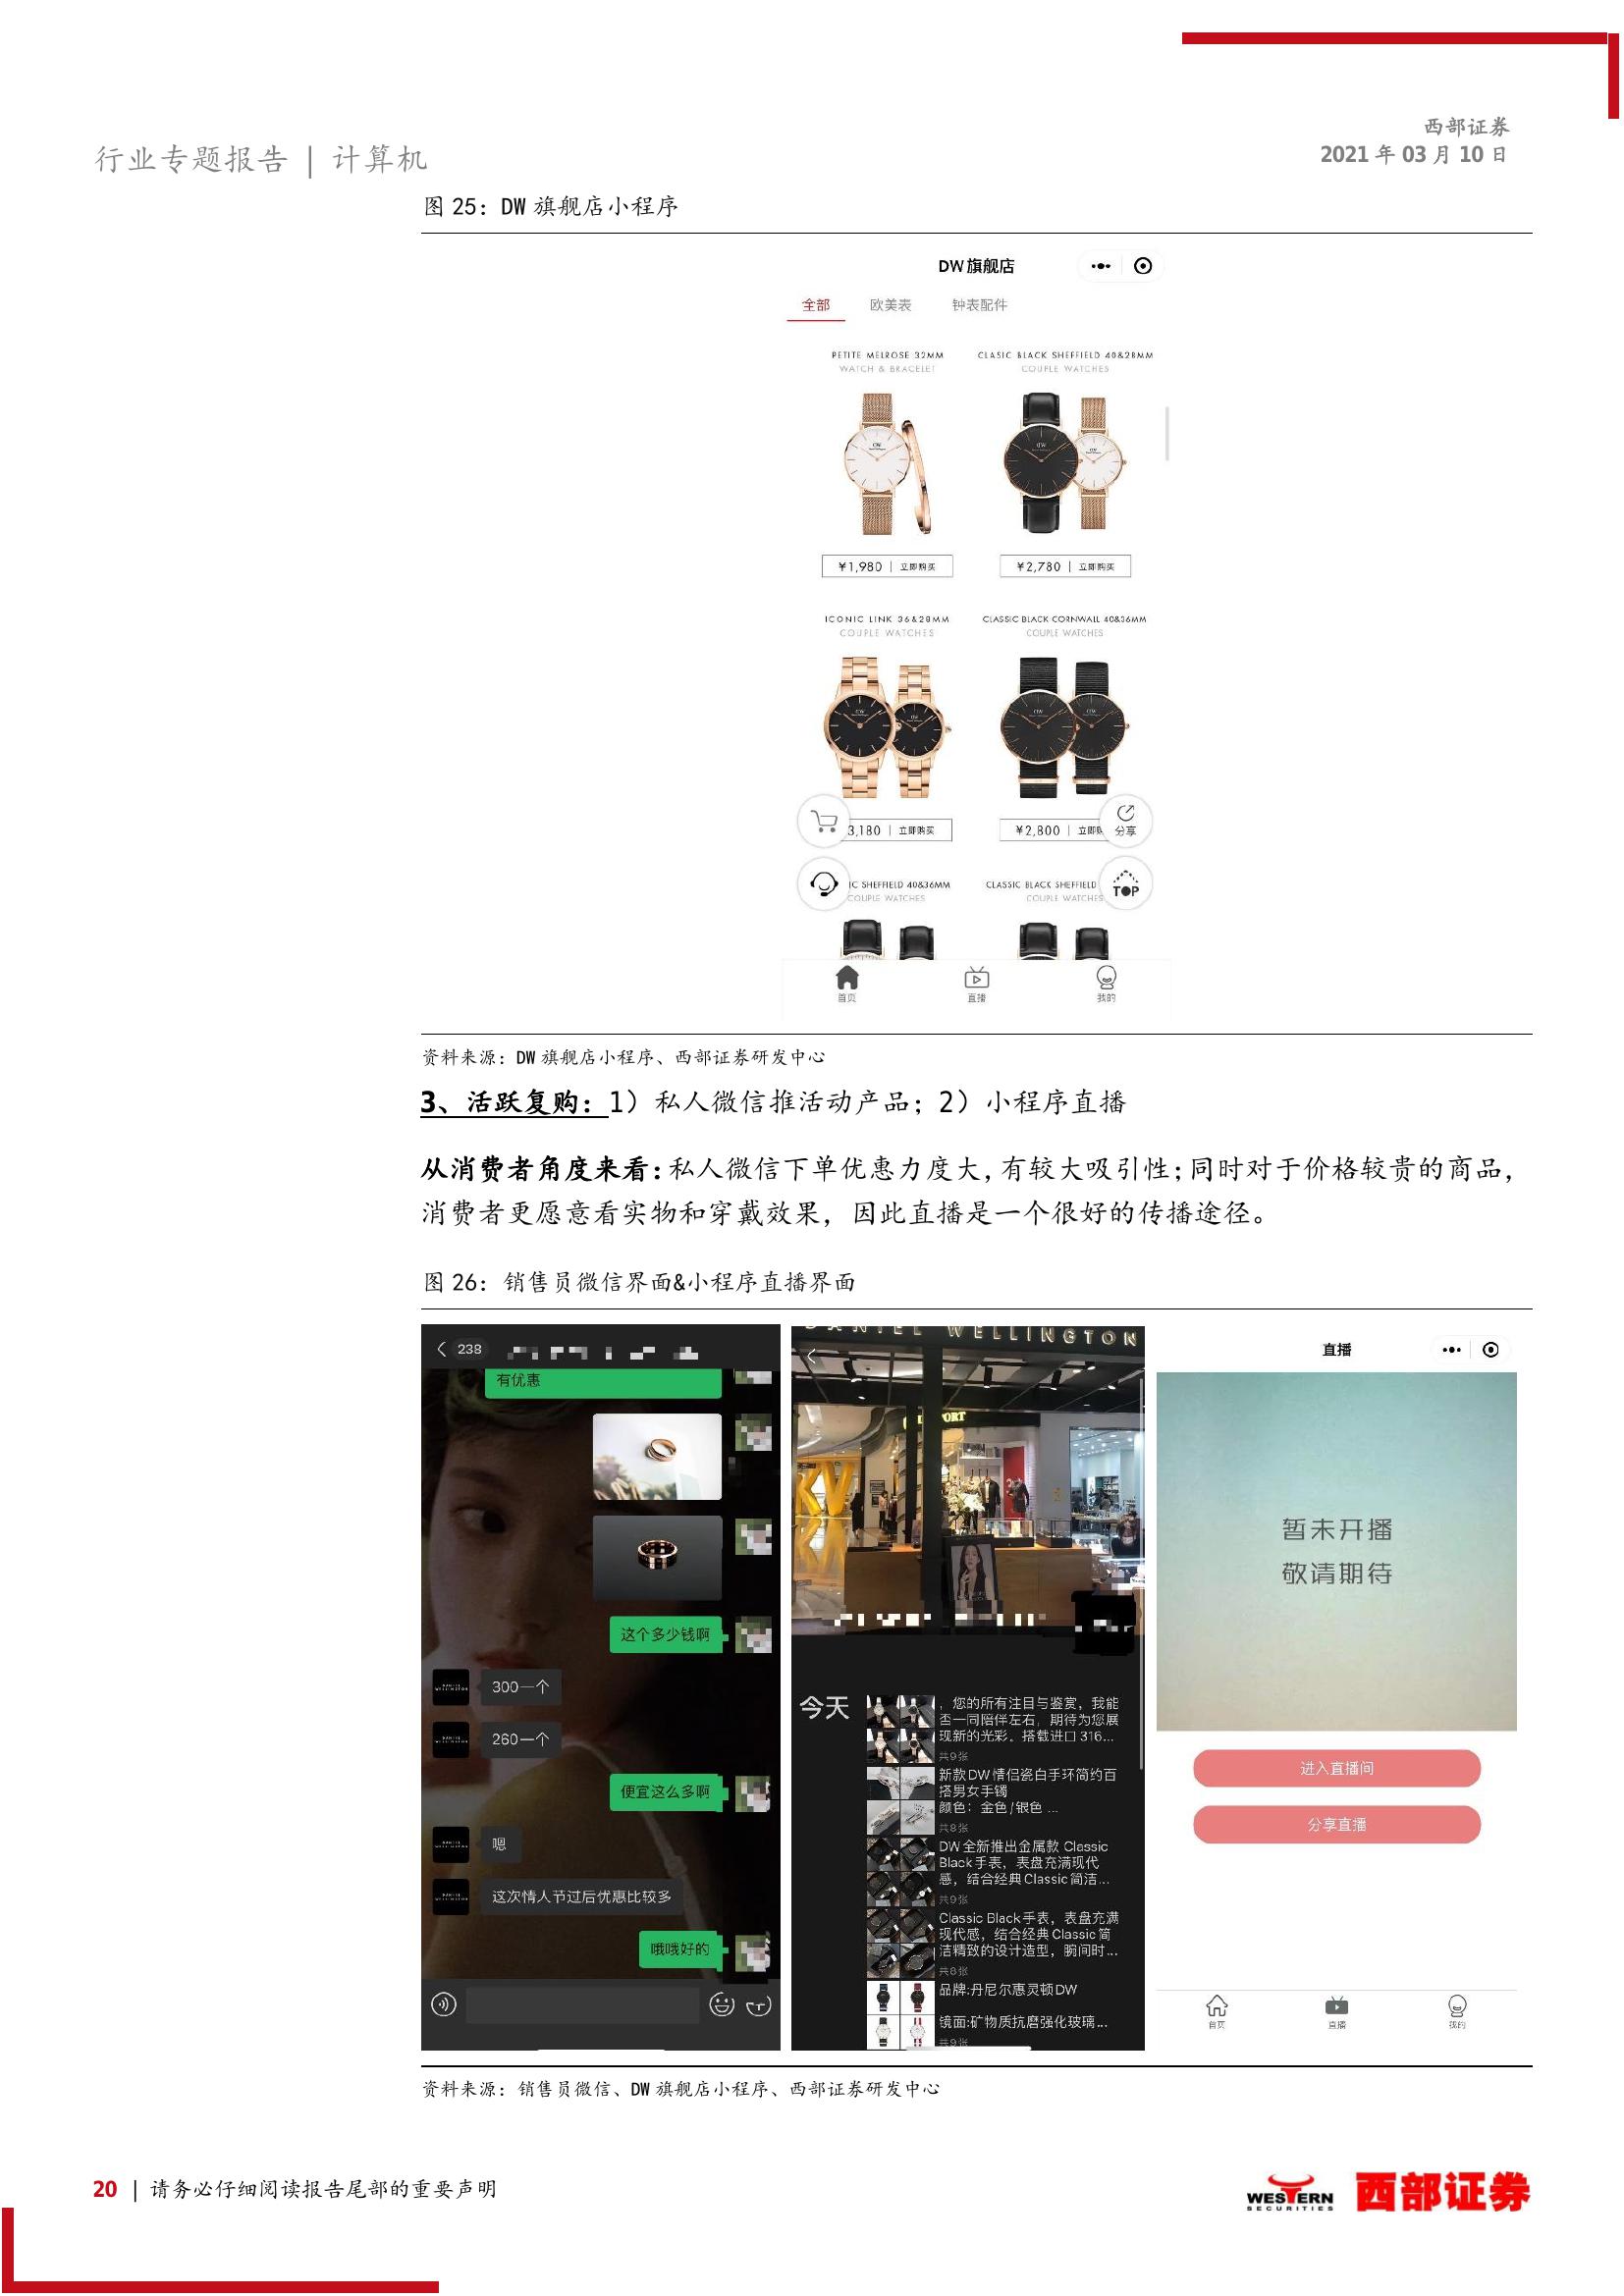 西部证券
行业专题报告 | 计算机
2021 年 03 月 10 日
图 25：DW 旗舰店小程序
DW 旗舰店
全部 欧美表 钟表配件
PETITE MELROSE 32MM
WATCH & BRACELET
CLASIC BLACK SHEFFIELD 40&28MM
COUPLE WATCHES
¥1,980 | 立即购买
¥2,780 | 立即购买
ICONIC LINK 36&28MM
COUPLE WATCHES
CLASSIC BLACK CORNWALL 40&36MM
COUPLE WATCHES
3,180 | 立即购买
¥2,800 | 立即购
分享
IC SHEFFIELD 40&36MM
COUPLE WATCHES
CLASSIC BLACK SHEFFIELD
COUPLE WATCHES
TOP
首页 直播 我的
资料来源：DW 旗舰店小程序、西部证券研发中心
3、活跃复购：1）私人微信推活动产品；2）小程序直播
从消费者角度来看：私人微信下单优惠力度大，有较大吸引性；同时对于价格较贵的商品，
消费者更愿意看实物和穿戴效果，因此直播是一个很好的传播途径。
图 26：销售员微信界面&小程序直播界面
238
有优惠
这个多少钱啊
300一个
260一个
便宜这么多啊
嗯
这次情人节过后优惠比较多
哦哦好的
DANIEL WELLINGTON
今天
，您的所有注目与鉴赏，我能
否一同陪伴左右，期待为您展
现新的光彩。搭载进口 316...
共9张
新款DW情侣瓷白手环简约百
搭男女手镯
颜色：金色/银色 ...
共8张
DW全新推出金属款 Classic
Black手表，表盘充满现代
感，结合经典Classic简洁...
共9张
Classic Black手表，表盘充满
现代感，结合经典Classic简
洁精致的设计造型，腕间时...
共8张
品牌:丹尼尔惠灵顿DW
镜面:矿物质抗磨强化玻璃...
共9张
直播
暂未开播
敬请期待
进入直播间
分享直播
首页 直播 我的
资料来源：销售员微信、DW 旗舰店小程序、西部证券研发中心
20 | 请务必仔细阅读报告尾部的重要声明
WESTERN
SECURITIES
西部证券